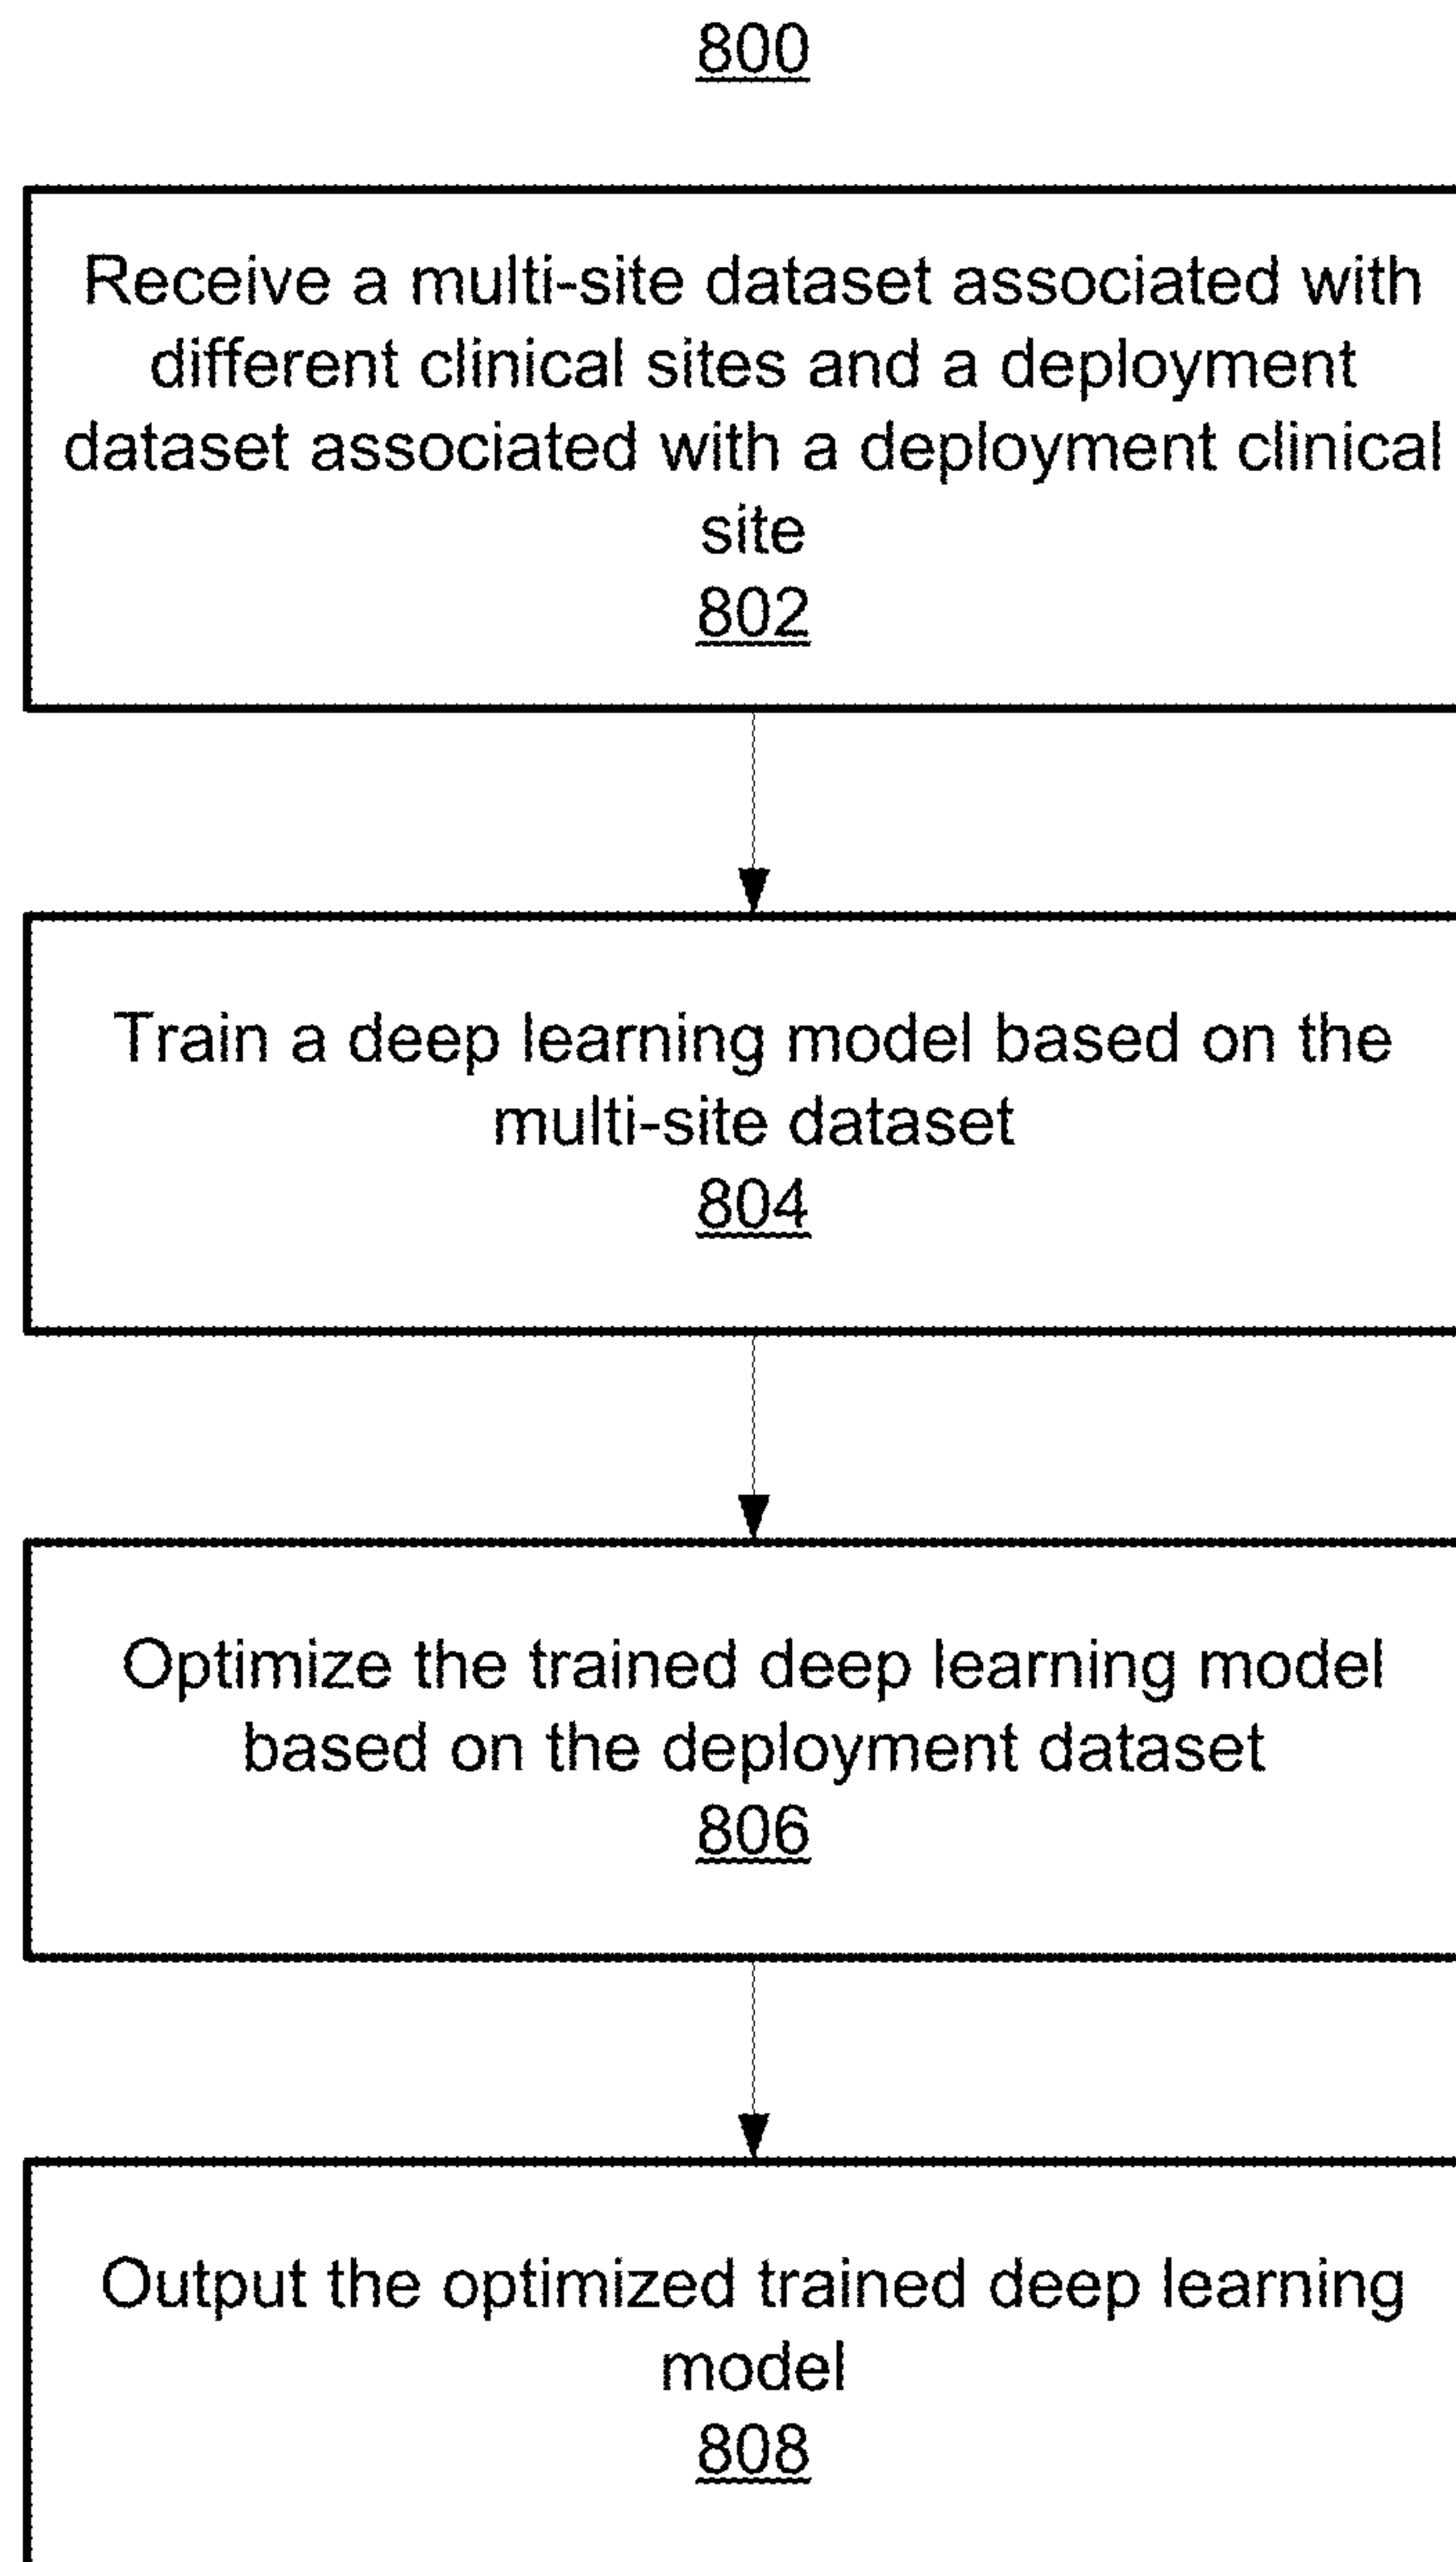 800
Receive a multi-site dataset associated with
different clinical sites and a deployment
dataset associated with a deployment clinical
site
802
Train a deep learning model based on the
multi-site dataset
804
Optimize the trained deep learning model
based on the deployment dataset
806
Output the optimized trained deep learning
model
808